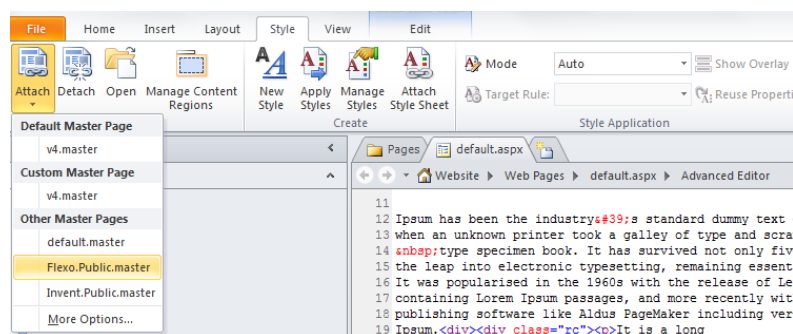 File Home Insert Layout Style View Edit
Attach Detach Open Manage Content Regions New Style Apply Styles Manage Styles Attach Style Sheet Mode Auto Show Overlay
Target Rule: Reuse Properti
Create Style Application
Default Master Page
v4.master
Custom Master Page
v4.master
Other Master Pages
default.master
Flexo.Public.master
Invent.Public.master
More Options...
Pages default.aspx
Website Web Pages default.aspx Advanced Editor
11
12 Ipsum has been the industry&#39;s standard dummy text
13 when an unknown printer took a galley of type and scra
14 &nbsp;type specimen book. It has survived not only fiv
15 the leap into electronic typesetting, remaining essent
16 It was popularised in the 1960s with the release of Le
17 containing Lorem Ipsum passages, and more recently wit
18 publishing software like Aldus PageMaker including ver
19 Ipsum.<div><div class="rc"><p>It is a long